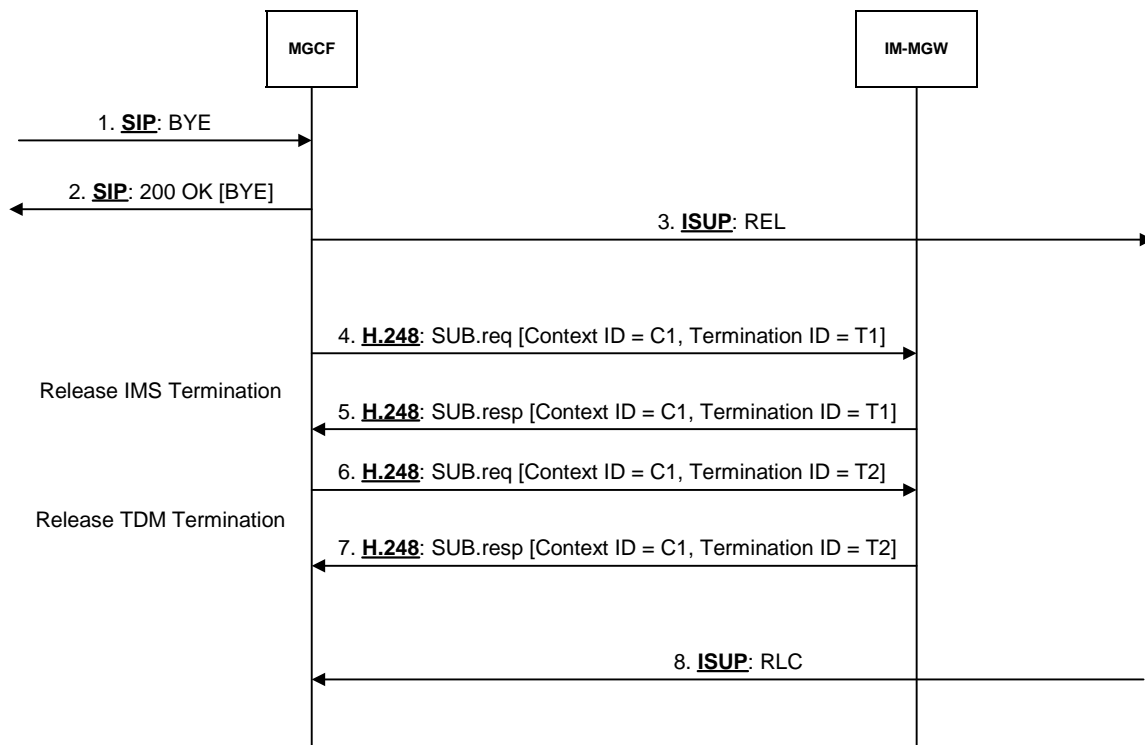 MGCF
IM-MGW
1. SIP: BYE
2. SIP: 200 OK [BYE]
3. ISUP: REL
4. H.248: SUB.req [Context ID = C1, Termination ID = T1]
Release IMS Termination
5. H.248: SUB.resp [Context ID = C1, Termination ID = T1]
6. H.248: SUB.req [Context ID = C1, Termination ID = T2]
Release TDM Termination
7. H.248: SUB.resp [Context ID = C1, Termination ID = T2]
8. ISUP: RLC